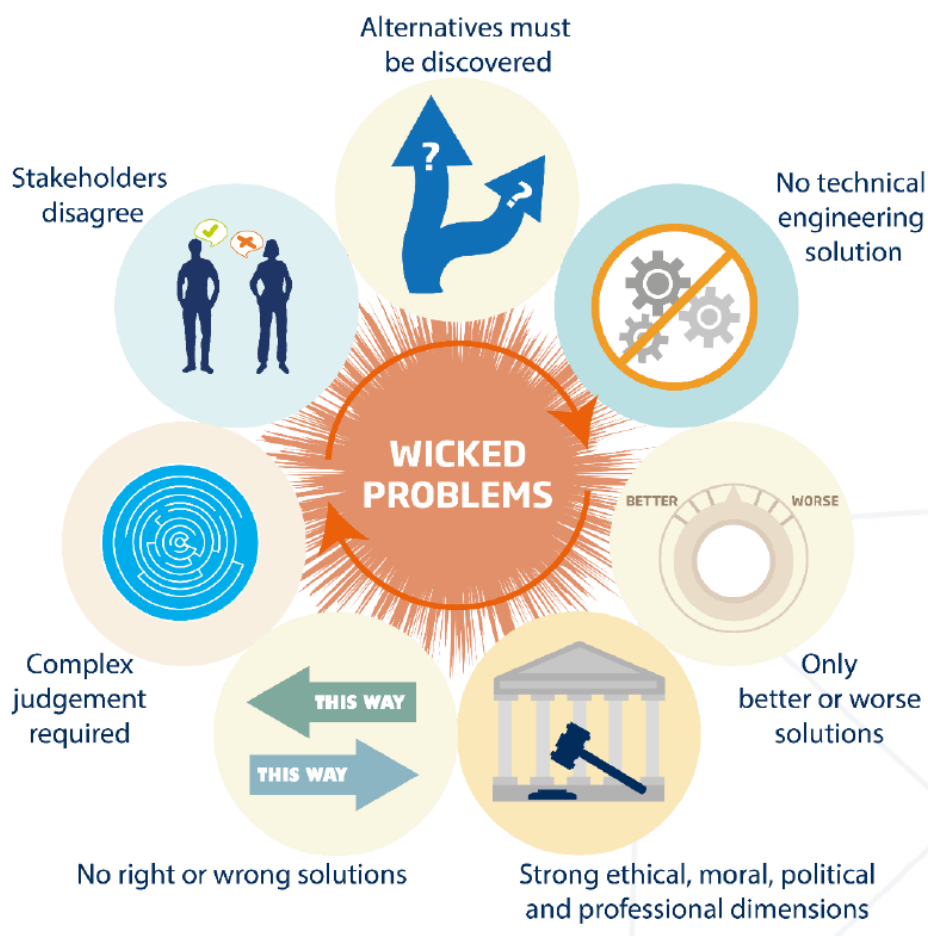 Alternatives must
be discovered
?
?
Stakeholders
disagree
No technical
engineering
solution
WICKED
PROBLEMS
BETTER
WORSE
Only
better or worse
solutions
Complex
judgement
required
THIS WAY
THIS WAY
No right or wrong solutions
Strong ethical, moral, political
and professional dimensions